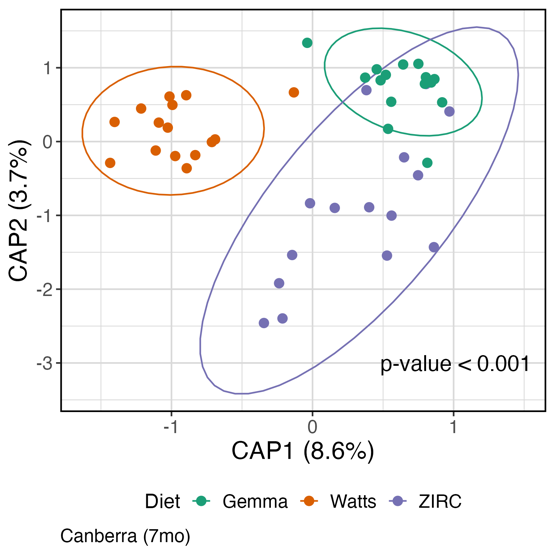 CAP2 (3.7%)
1
0
-1
-2
-3
p-value < 0.001
-1 0 1
CAP1 (8.6%)
Diet Gemma Watts ZIRC
Canberra (7mo)